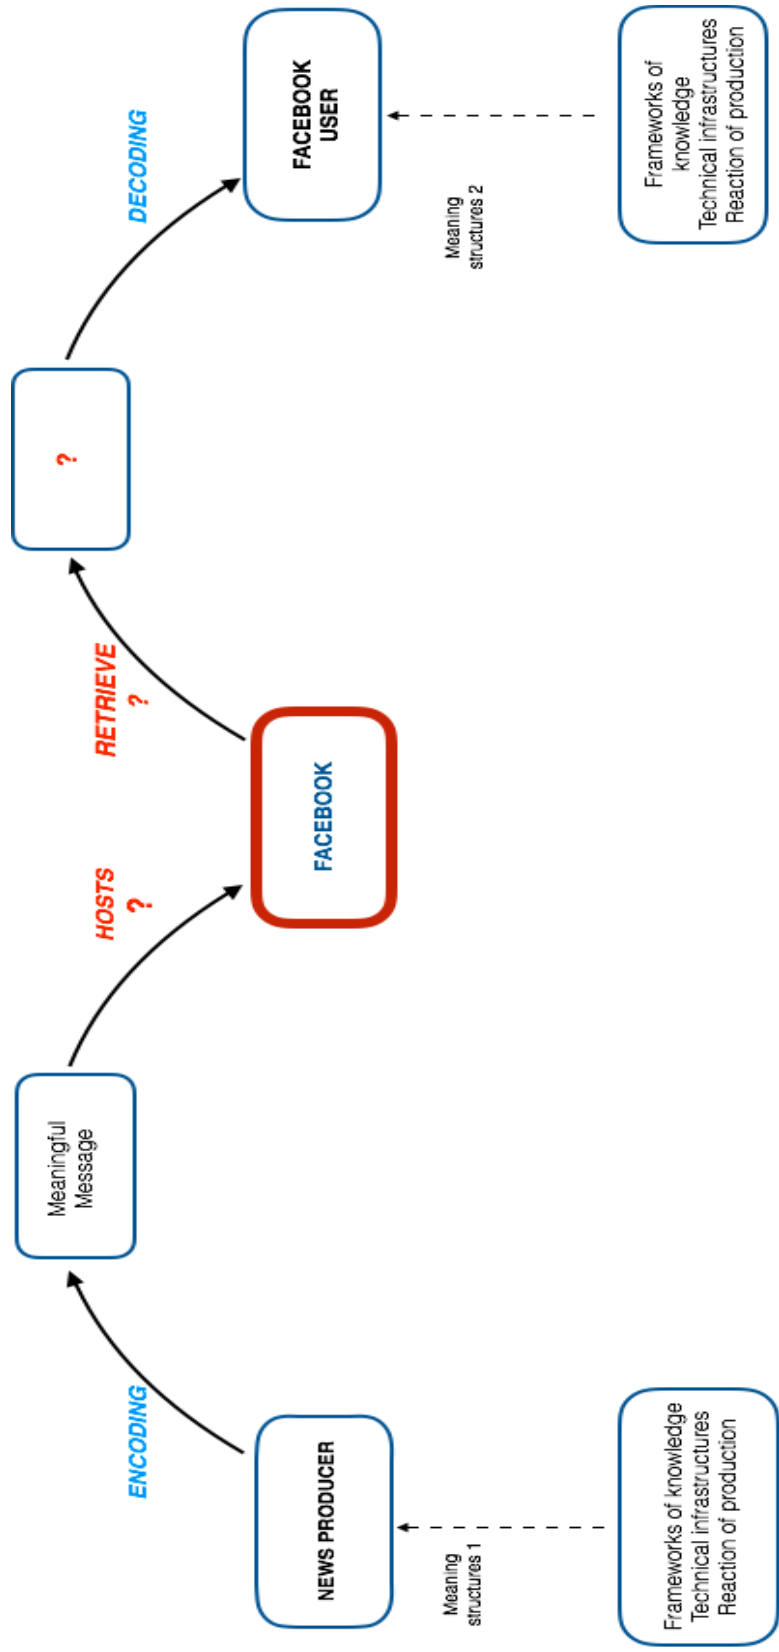 ENCODING
Meaningful
Message
HOSTS
?
RETRIEVE
?
?
DECODING
NEWS PRODUCER
FACEBOOK
FACEBOOK
USER
Meaning
structures 1
Meaning
structures 2
Frameworks of knowledge
Technical infrastructures
Reaction of production
Frameworks of
knowledge
Technical infrastructures
Reaction of production